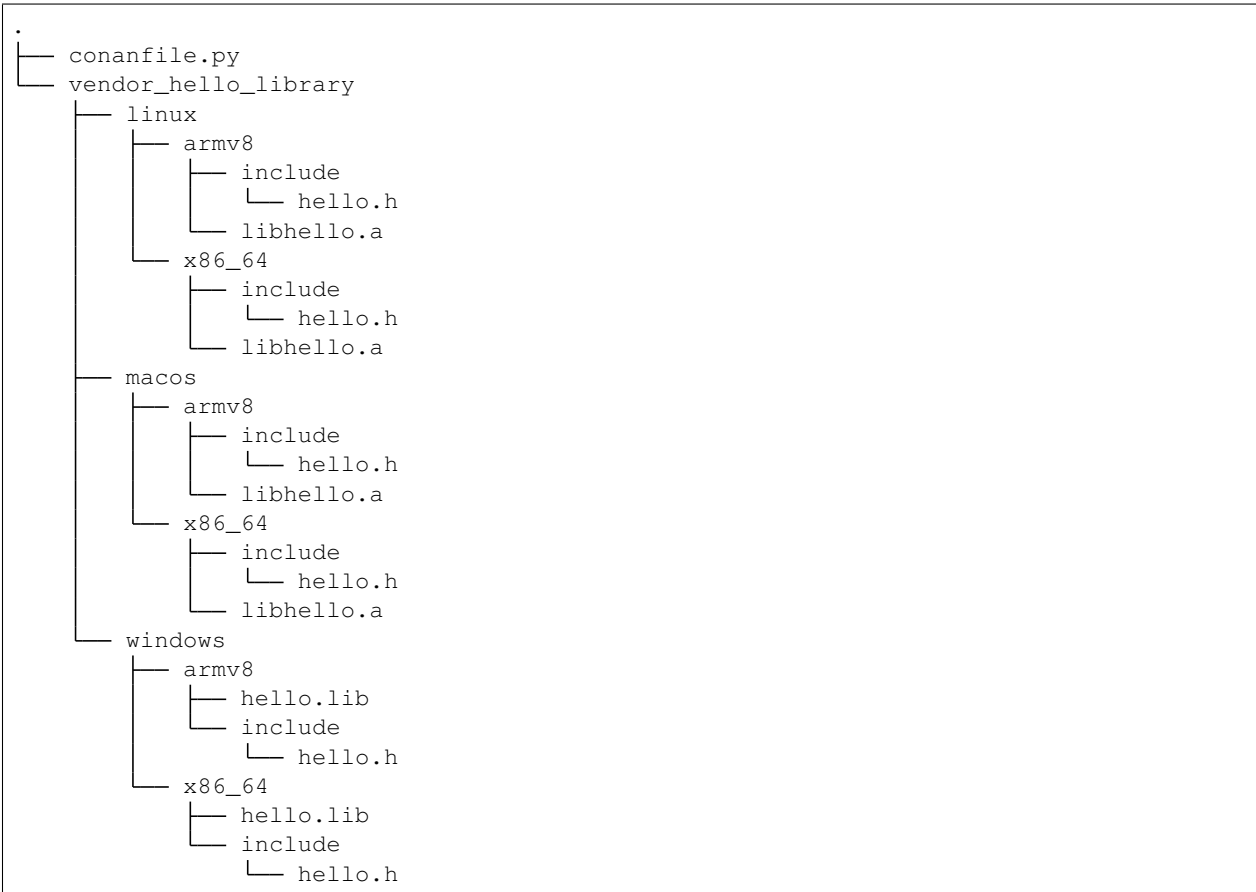 .
├── conanfile.py
└── vendor_hello_library
    ├── linux
    │   ├── armv8
    │   │   ├── include
    │   │   │   └── hello.h
    │   │   └── libhello.a
    │   └── x86_64
    │       ├── include
    │       │   └── hello.h
    │       └── libhello.a
    ├── macos
    │   ├── armv8
    │   │   ├── include
    │   │   │   └── hello.h
    │   │   └── libhello.a
    │   └── x86_64
    │       ├── include
    │       │   └── hello.h
    │       └── libhello.a
    └── windows
        ├── armv8
        │   ├── hello.lib
        │   └── include
        │       └── hello.h
        └── x86_64
            ├── hello.lib
            └── include
                └── hello.h